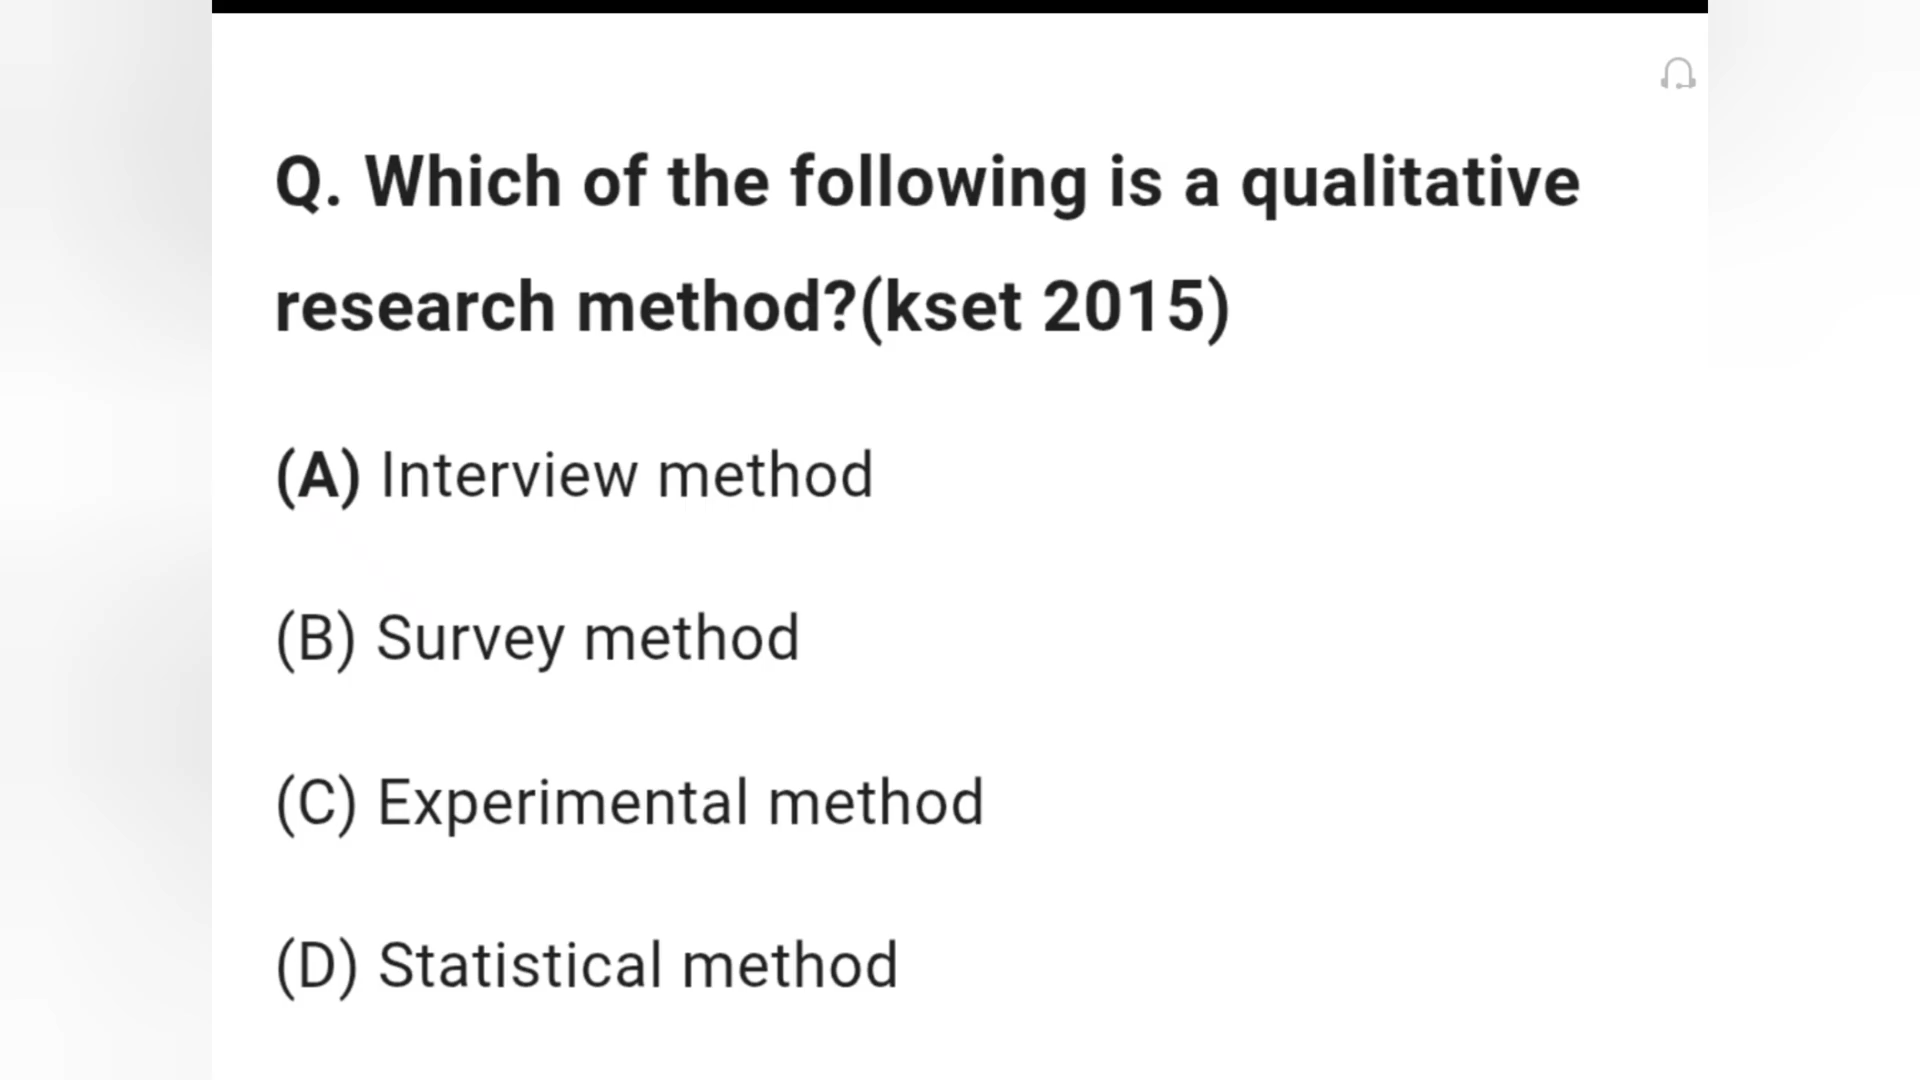 Q. Which of the following is a qualitative
research method?(kset 2015)
(A) Interview method
(B) Survey method
(C) Experimental method
(D) Statistical method